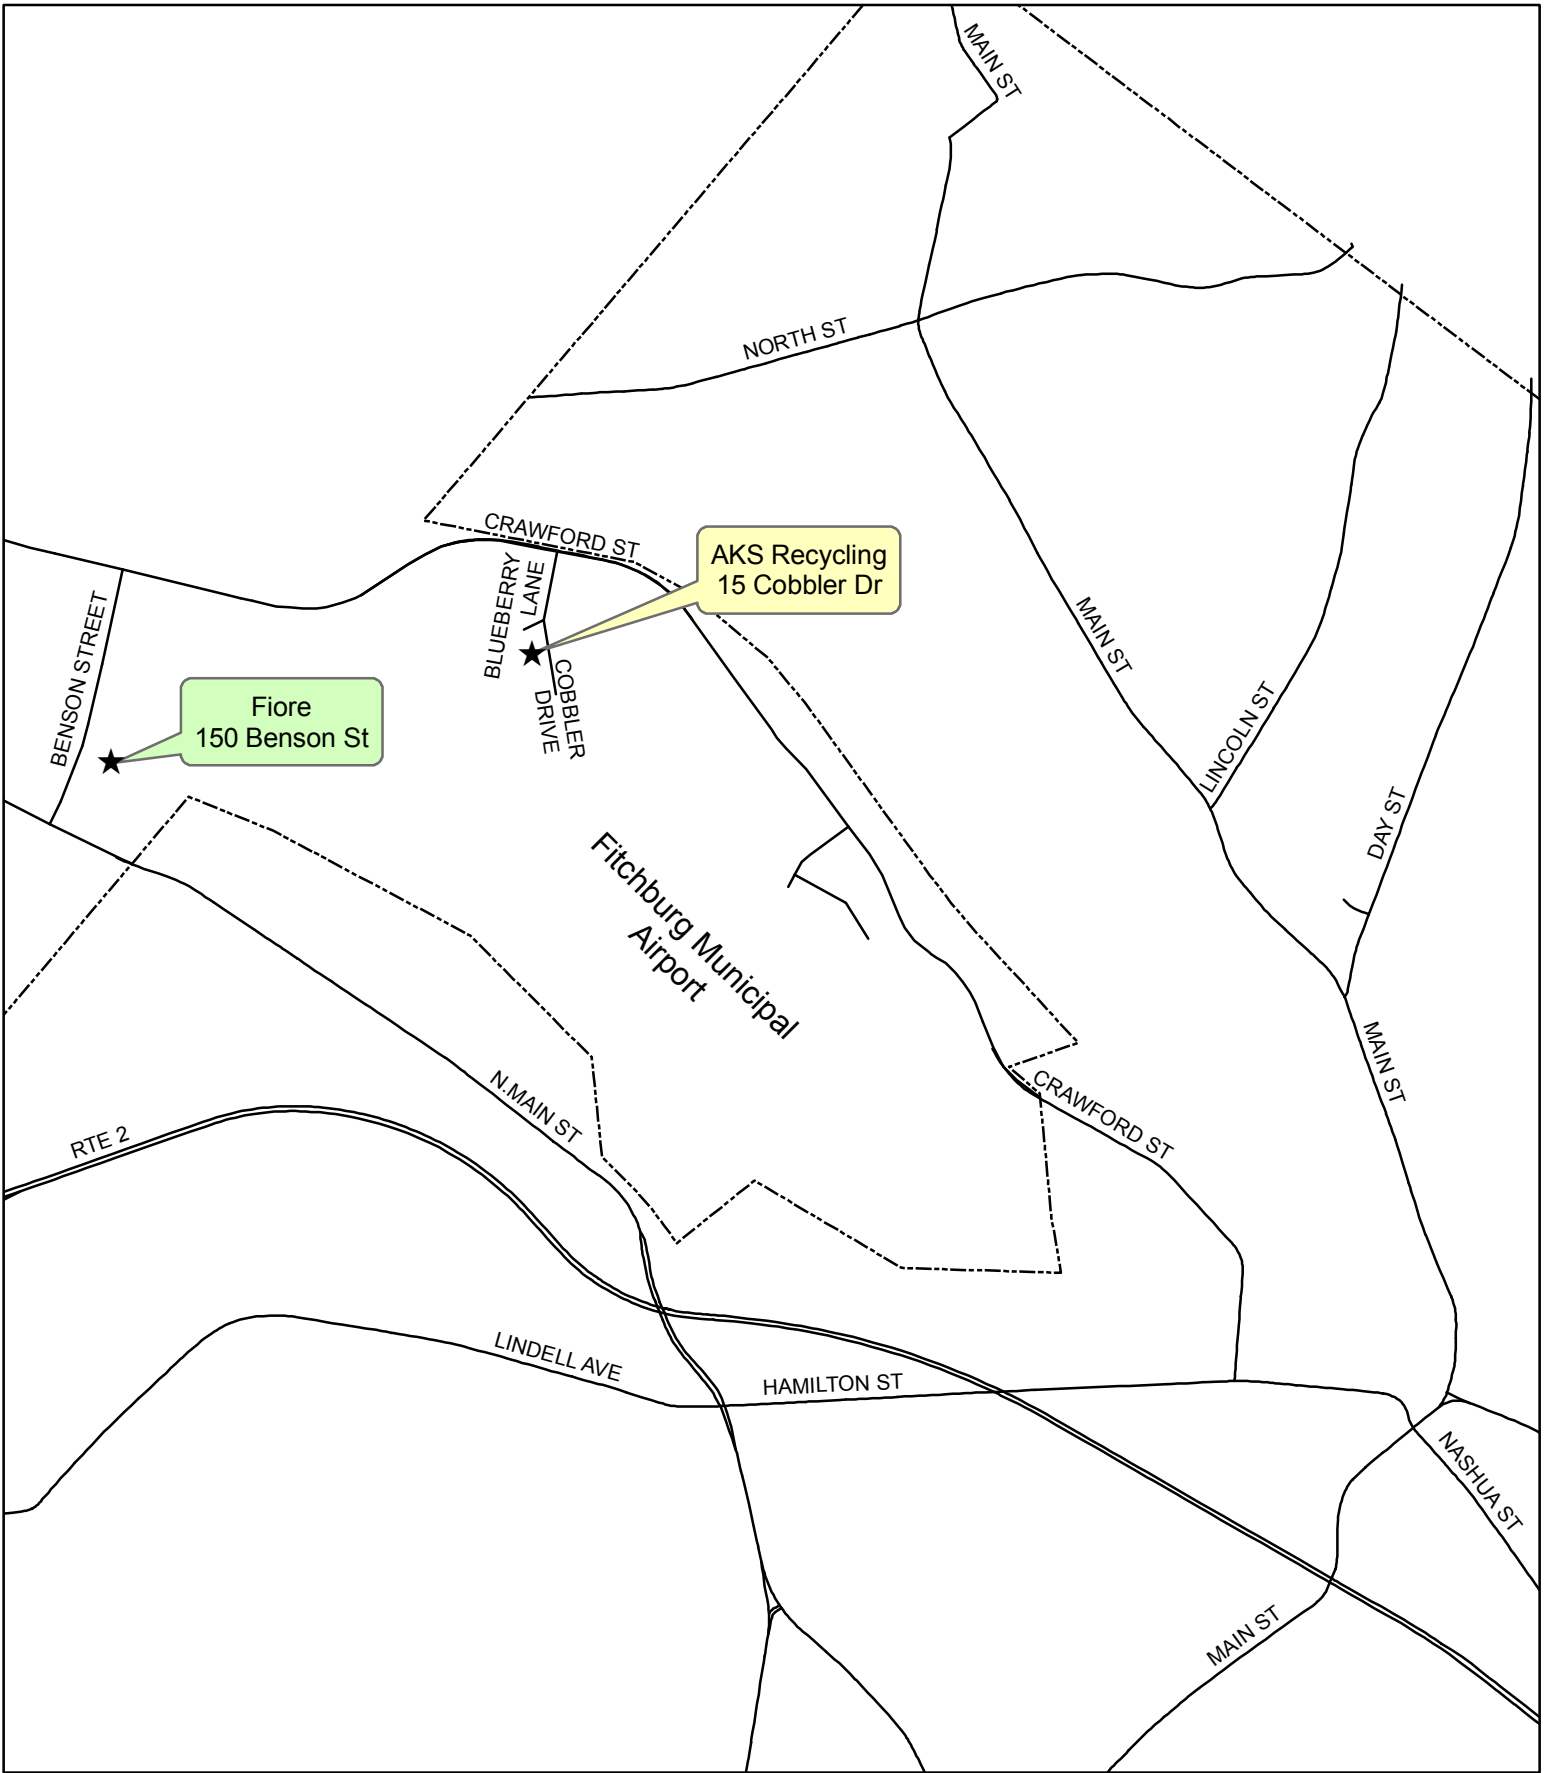 MAIN ST
NORTH ST
CRAWFORD ST
BLUEBERRY
LANE
AKS Recycling
15 Cobbler Dr
BENSON STREET
COBBLER
DRIVE
Fiore
150 Benson St
MAIN ST
LINCOLN ST
DAY ST
Fitchburg Municipal
Airport
MAIN ST
N.MAIN ST
CRAWFORD ST
RTE 2
LINDELL AVE
HAMILTON ST
NASHUA ST
MAIN ST